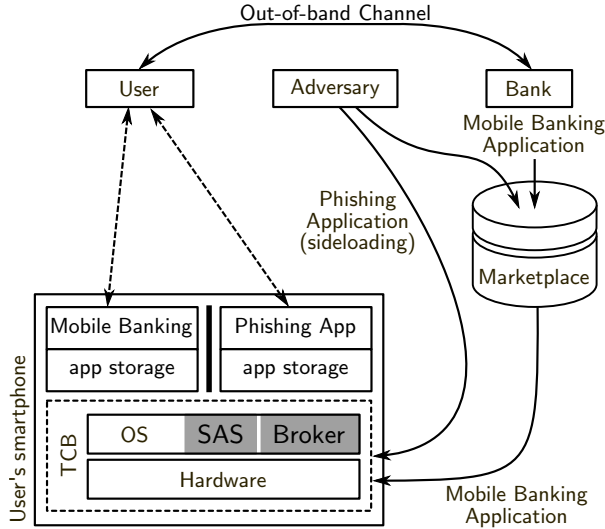 Out-of-band Channel
User
Adversary
Bank
Mobile Banking
Application
Phishing
Application
(sideloading)
Marketplace
User's smartphone
Mobile Banking
app storage
Phishing App
app storage
TCB
OS
SAS
Broker
Hardware
Mobile Banking
Application